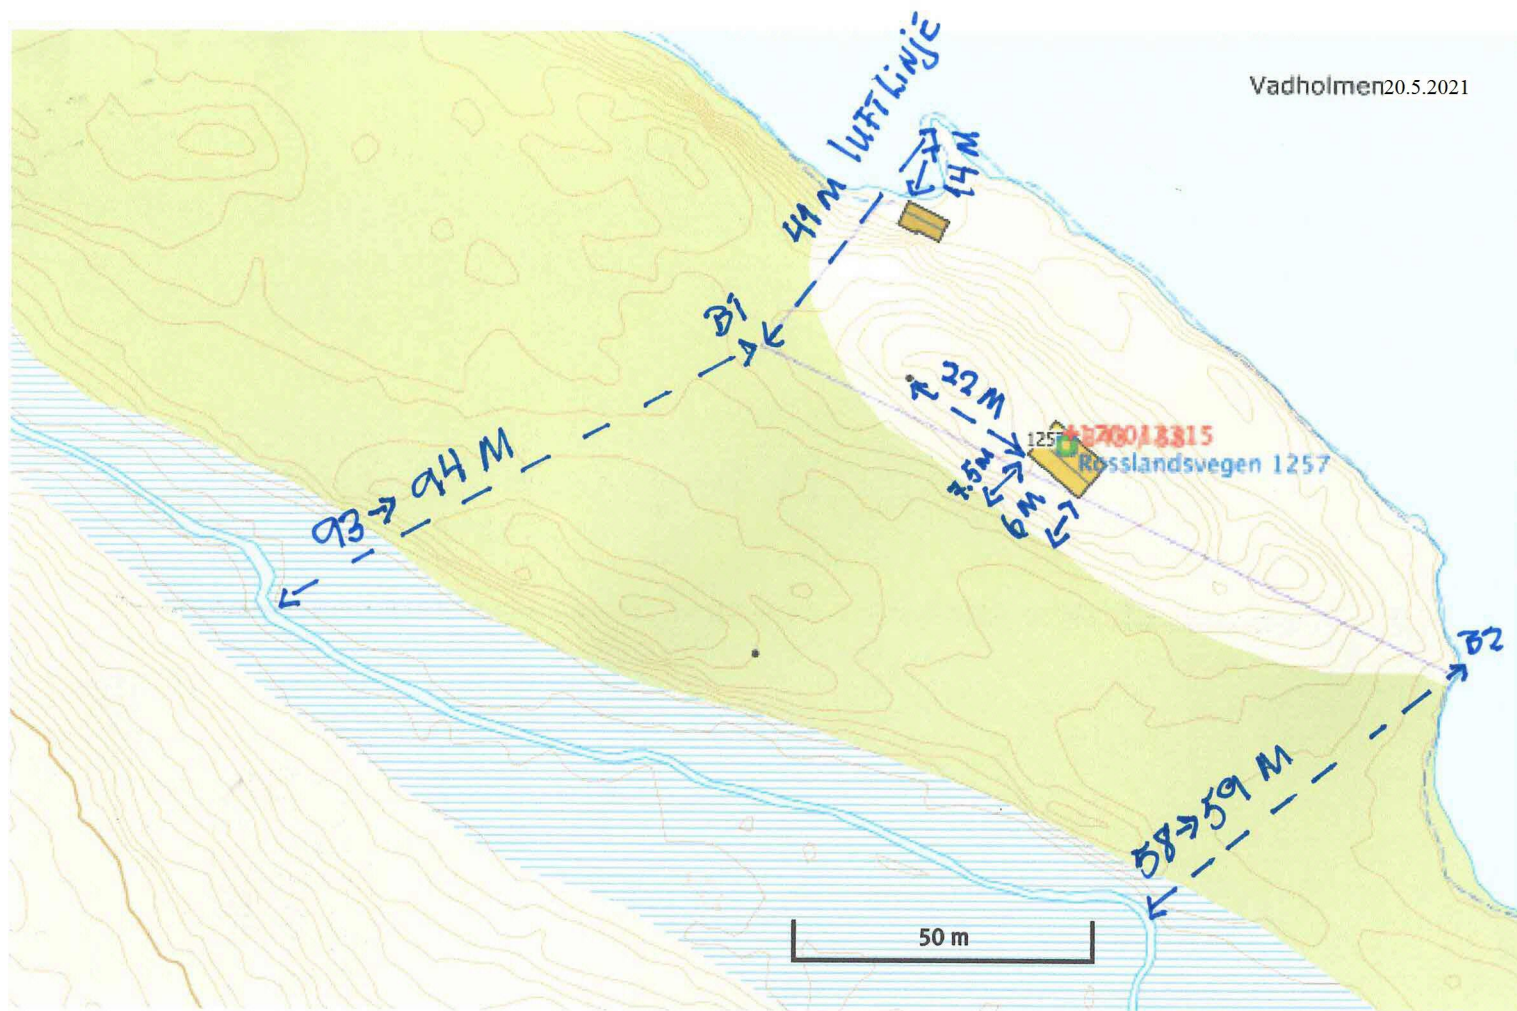 Vadholmen20.5.2021
41 M LUFTLINJE
14 M
B1
22 M
1257
Rosslandsvegen 1257
7.5M
6 M
93→94 M
B2
58→59 M
50 m